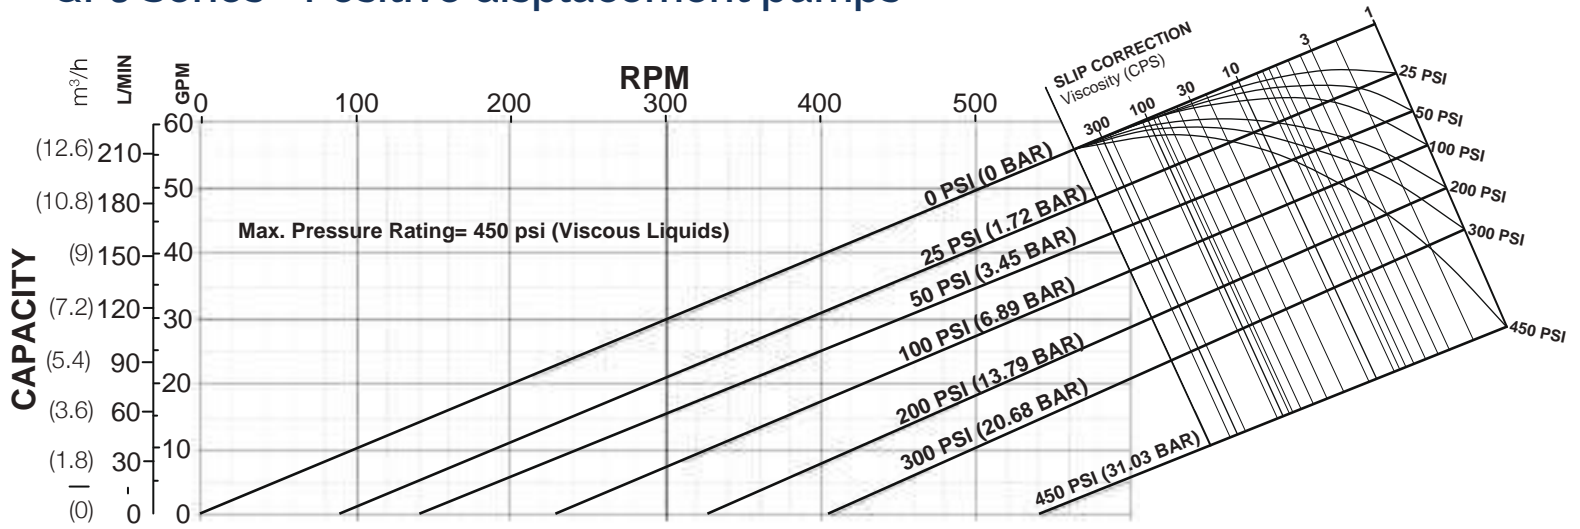 Series - Positive displacement pumps
SLIP CORRECTION
Viscosity (CPS)
300
100
30
10
3
1
25 PSI
50 PSI
100 PSI
200 PSI
300 PSI
450 PSI
RPM
0
100
200
300
400
500
m³/h
L/MIN
GPM
60
(12.6) 210
50
(10.8) 180
Max. Pressure Rating= 450 psi (Viscous Liquids)
(9) 150
40
(7.2) 120
30
(5.4) 90
20
(3.6) 60
10
(1.8) 30
(0) 0 0
CAPACITY
0 PSI (0 BAR)
25 PSI (1.72 BAR)
50 PSI (3.45 BAR)
100 PSI (6.89 BAR)
200 PSI (13.79 BAR)
300 PSI (20.68 BAR)
450 PSI (31.03 BAR)